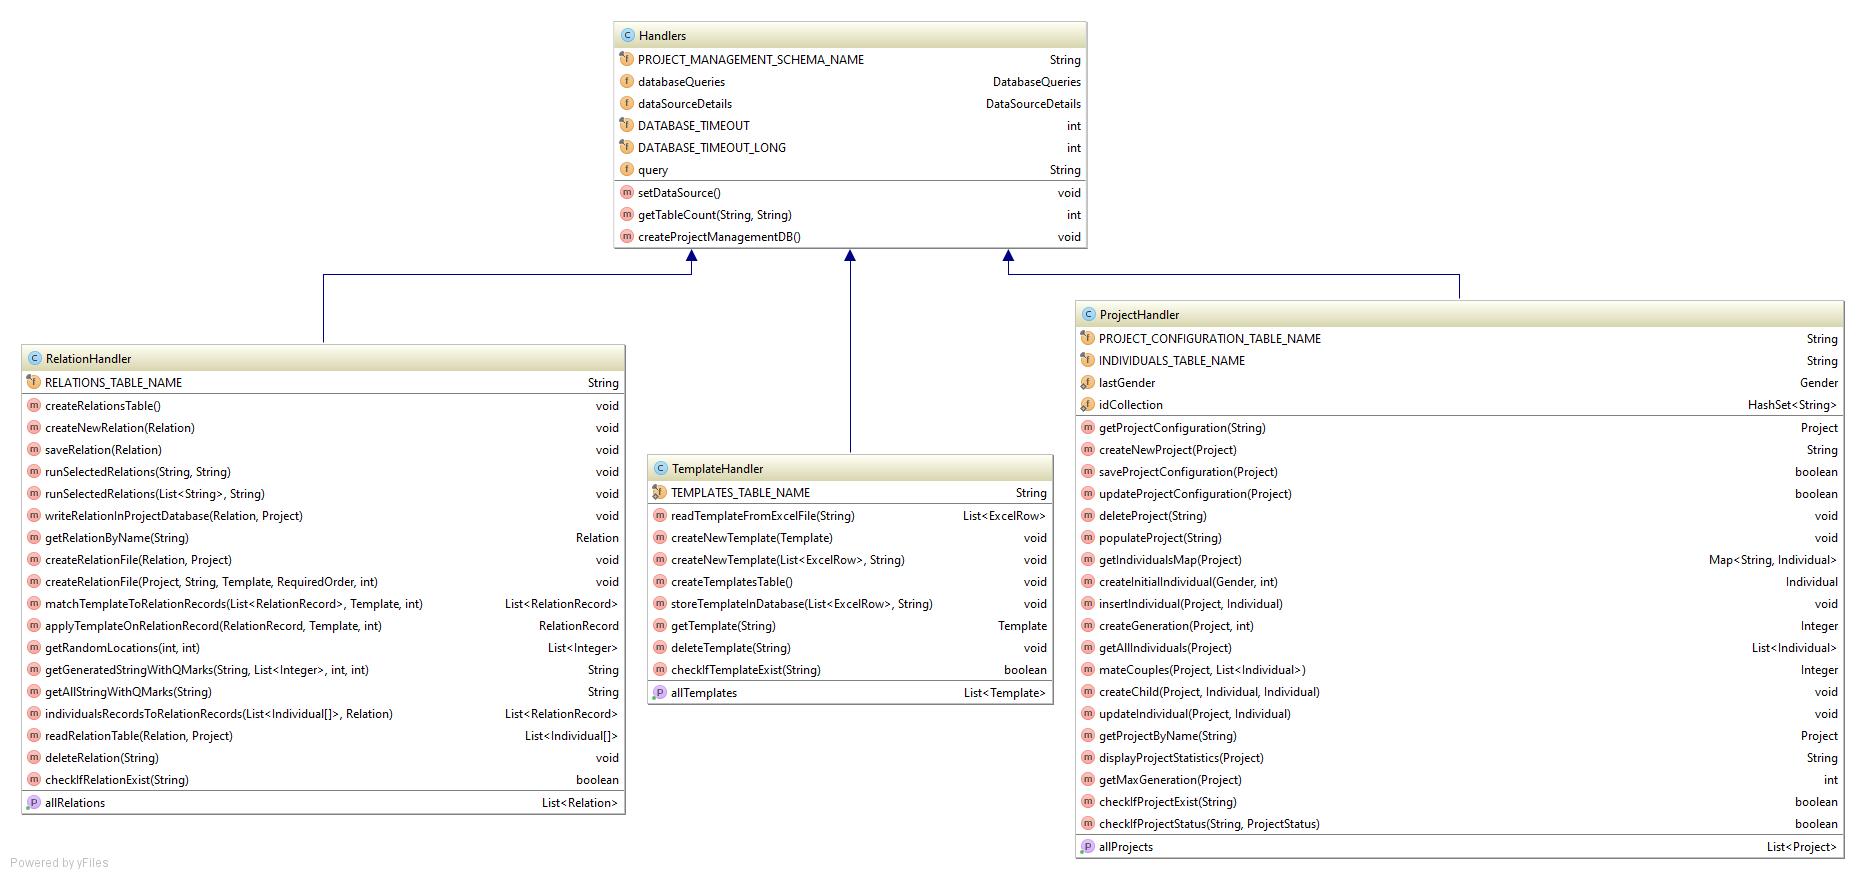 Handlers
PROJECT_MANAGEMENT_SCHEMA_NAME String
databaseQueries DatabaseQueries
dataSourceDetails DataSourceDetails
DATABASE_TIMEOUT int
DATABASE_TIMEOUT_LONG int
query String
setDataSource() void
getTableCount(String, String) int
createProjectManagementDB() void
RelationHandler
RELATIONS_TABLE_NAME String
createRelationsTable() void
createNewRelation(Relation) void
saveRelation(Relation) void
runSelectedRelations(String, String) void
runSelectedRelations(List<String>, String) void
writeRelationInProjectDatabase(Relation, Project) void
getRelationByName(String) Relation
createRelationFile(Relation, Project) void
createRelationFile(Project, String, Template, RequiredOrder, int) void
matchTemplateToRelationRecords(List<RelationRecord>, Template, int) List<RelationRecord>
applyTemplateOnRelationRecord(RelationRecord, Template, int) RelationRecord
getRandomLocations(int, int) List<Integer>
getGeneratedStringWithQMarks(String, List<Integer>, int, int) String
getAllStringWithQMarks(String) String
individualsRecordsToRelationRecords(List<Individual[]>, Relation) List<RelationRecord>
readRelationTable(Relation, Project) List<Individual[]>
deleteRelation(String) void
checkIfRelationExist(String) boolean
allRelations List<Relation>
TemplateHandler
TEMPLATES_TABLE_NAME String
readTemplateFromExcelFile(String) List<ExcelRow>
createNewTemplate(Template) void
createNewTemplate(List<ExcelRow>, String) void
createTemplatesTable() void
storeTemplateInDatabase(List<ExcelRow>, String) void
getTemplate(String) Template
deleteTemplate(String) void
checkIfTemplateExist(String) boolean
allTemplates List<Template>
ProjectHandler
PROJECT_CONFIGURATION_TABLE_NAME String
INDIVIDUALS_TABLE_NAME String
lastGender Gender
idCollection HashSet<String>
getProjectConfiguration(String) Project
createNewProject(Project) String
saveProjectConfiguration(Project) boolean
updateProjectConfiguration(Project) boolean
deleteProject(String) void
populateProject(String) void
getIndividualsMap(Project) Map<String, Individual>
createInitialIndividual(Gender, int) Individual
insertIndividual(Project, Individual) void
createGeneration(Project, int) Integer
getAllIndividuals(Project) List<Individual>
mateCouples(Project, List<Individual>) Integer
createChild(Project, Individual, Individual) void
updateIndividual(Project, Individual) void
getProjectByName(String) Project
displayProjectStatistics(Project) String
getMaxGeneration(Project) int
checkIfProjectExist(String) boolean
checkIfProjectStatus(String, ProjectStatus) boolean
allProjects List<Project>
Powered by yFiles